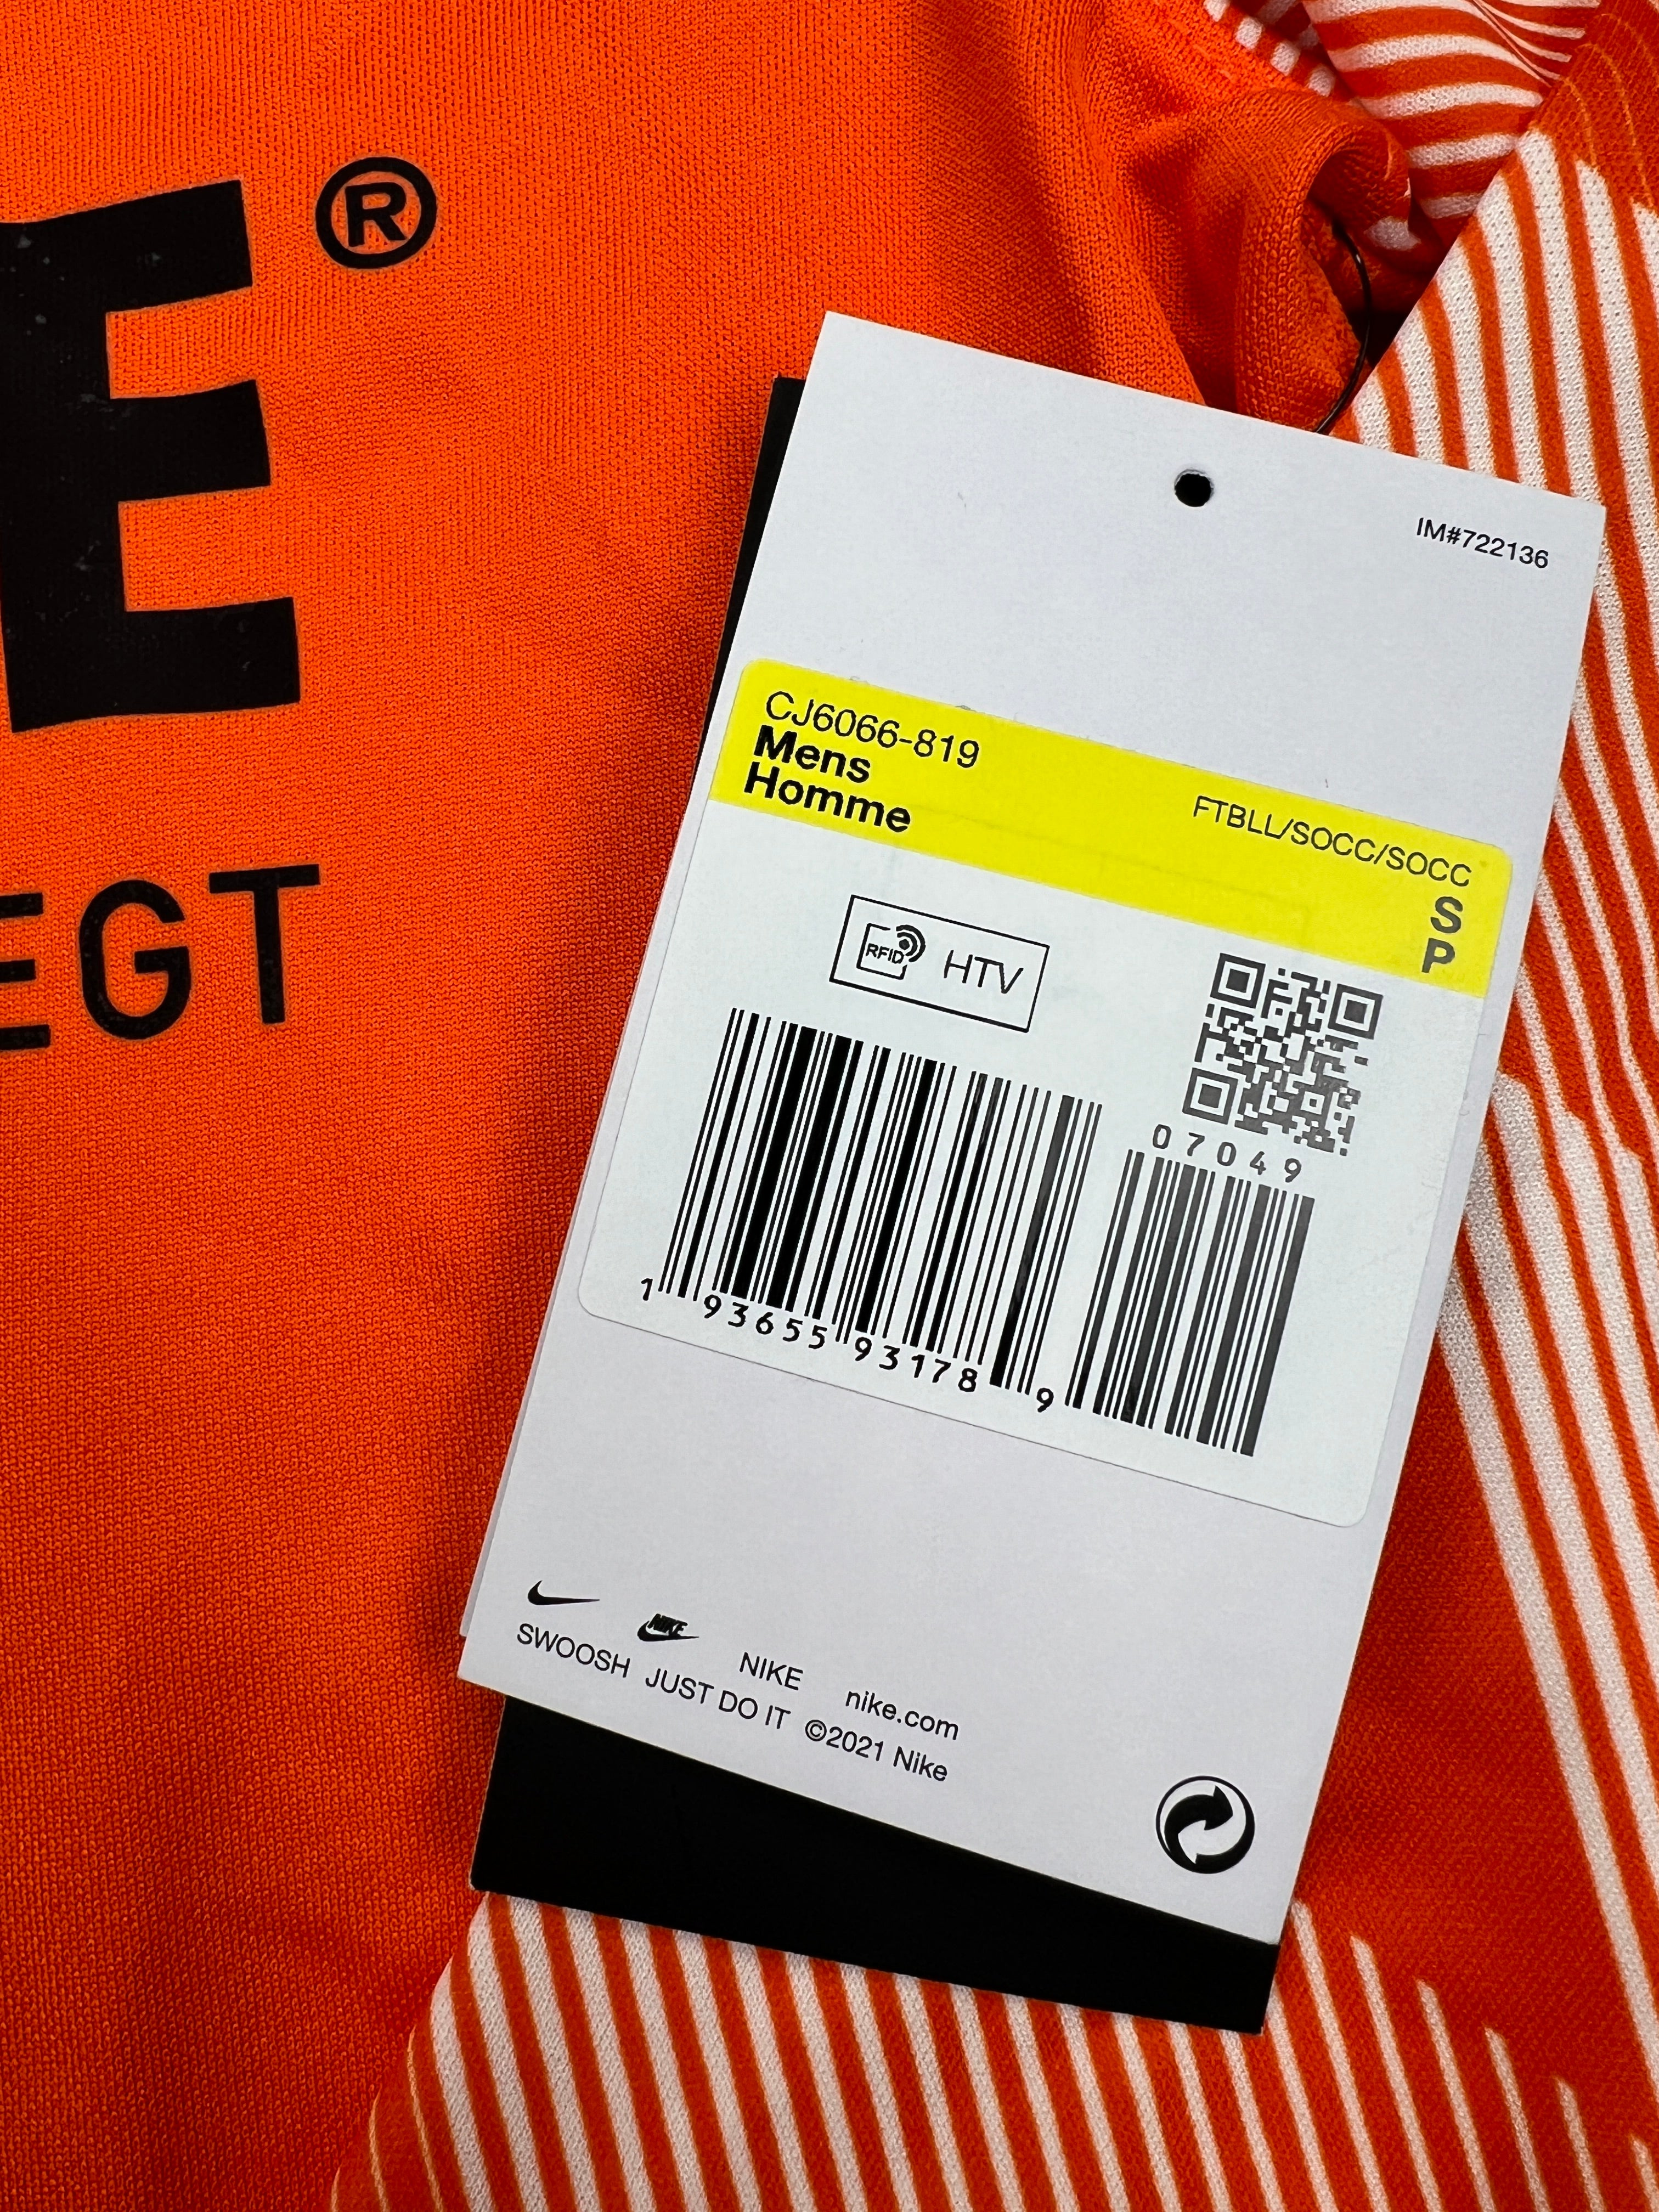 E®
EGT
IM#722136
CJ6066-819
Mens
Homme
FTBLL/SOCC/SOCC
S
P
RFID HTV
07049
1 93655 93178 9
NIKE
NIKE nike.com
SWOOSH JUST DO IT ©2021 Nike